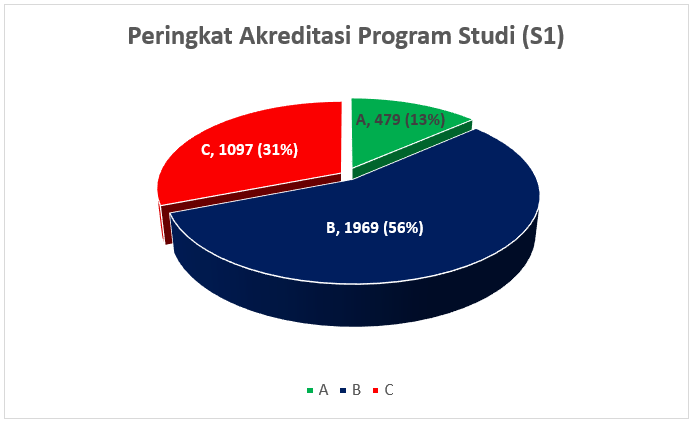 Peringkat Akreditasi Program Studi (S1)
A, 479 (13%)
C, 1097 (31%)
B, 1969 (56%)
A B C